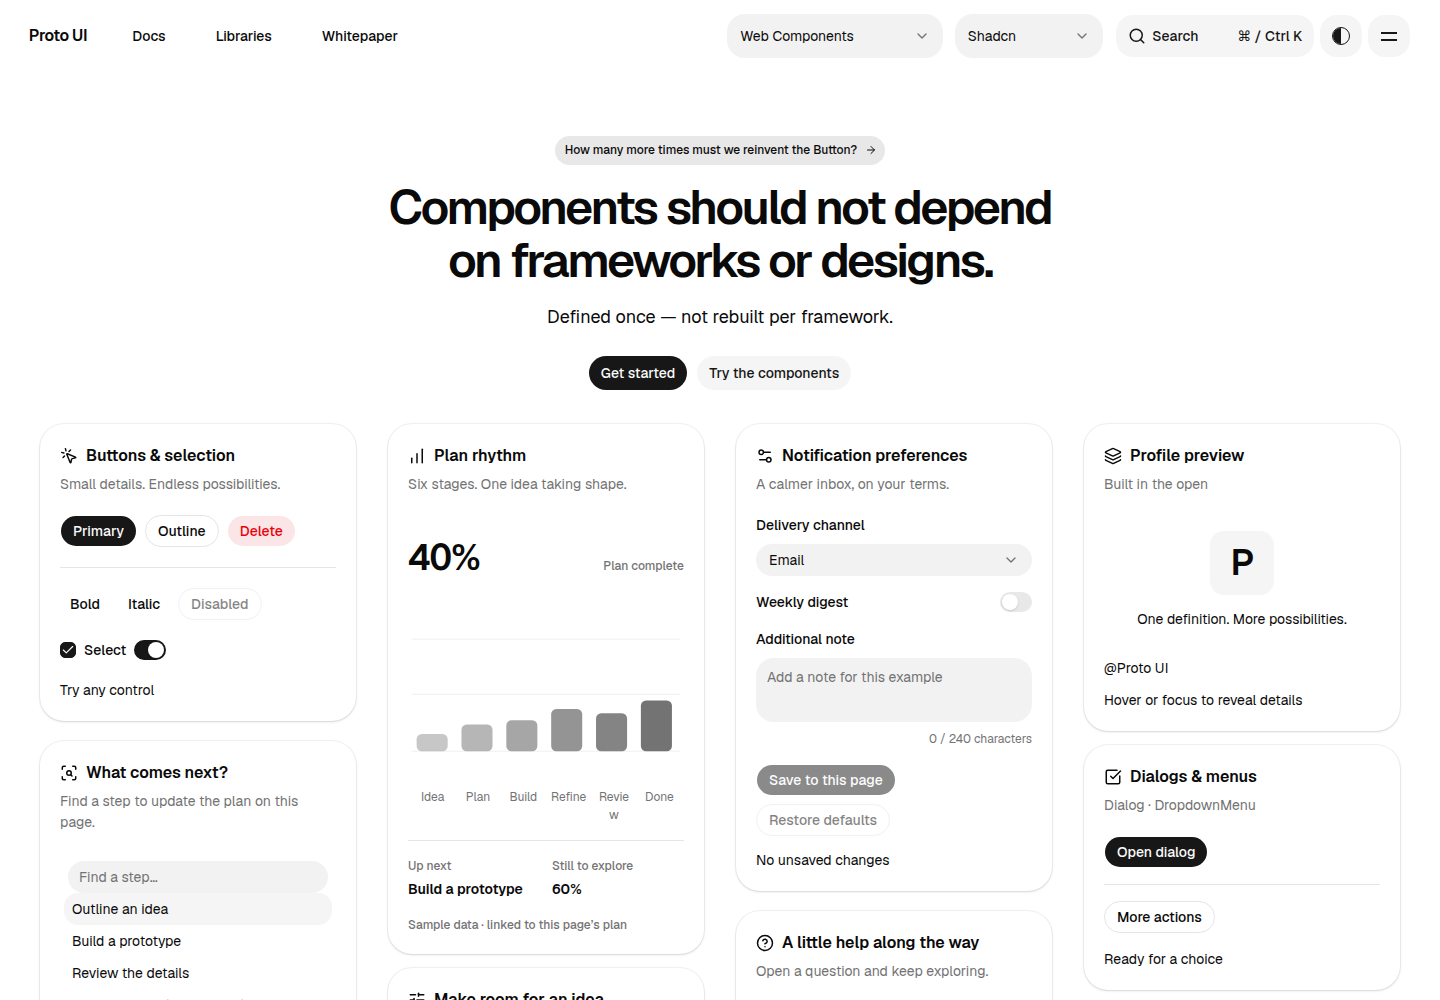 Proto UI
Docs
Libraries
Whitepaper
Web Components
Shadcn
Search
⌘ / Ctrl K
How many more times must we reinvent the Button? →
Components should not depend
on frameworks or designs.
Defined once — not rebuilt per framework.
Get started
Try the components
Buttons & selection
Small details. Endless possibilities.
Primary
Outline
Delete
Bold
Italic
Disabled
Select
Try any control
What comes next?
Find a step to update the plan on this
page.
Find a step...
Outline an idea
Build a prototype
Review the details
Plan rhythm
Six stages. One idea taking shape.
40%
Plan complete
Idea
Plan
Build
Refine
Revie
w
Done
Up next
Still to explore
Build a prototype
60%
Sample data · linked to this page's plan
Make room for an idea
Notification preferences
A calmer inbox, on your terms.
Delivery channel
Email
Weekly digest
Additional note
Add a note for this example
0 / 240 characters
Save to this page
Restore defaults
No unsaved changes
A little help along the way
Open a question and keep exploring.
Profile preview
Built in the open
P
One definition. More possibilities.
@Proto UI
Hover or focus to reveal details
Dialogs & menus
Dialog · DropdownMenu
Open dialog
More actions
Ready for a choice